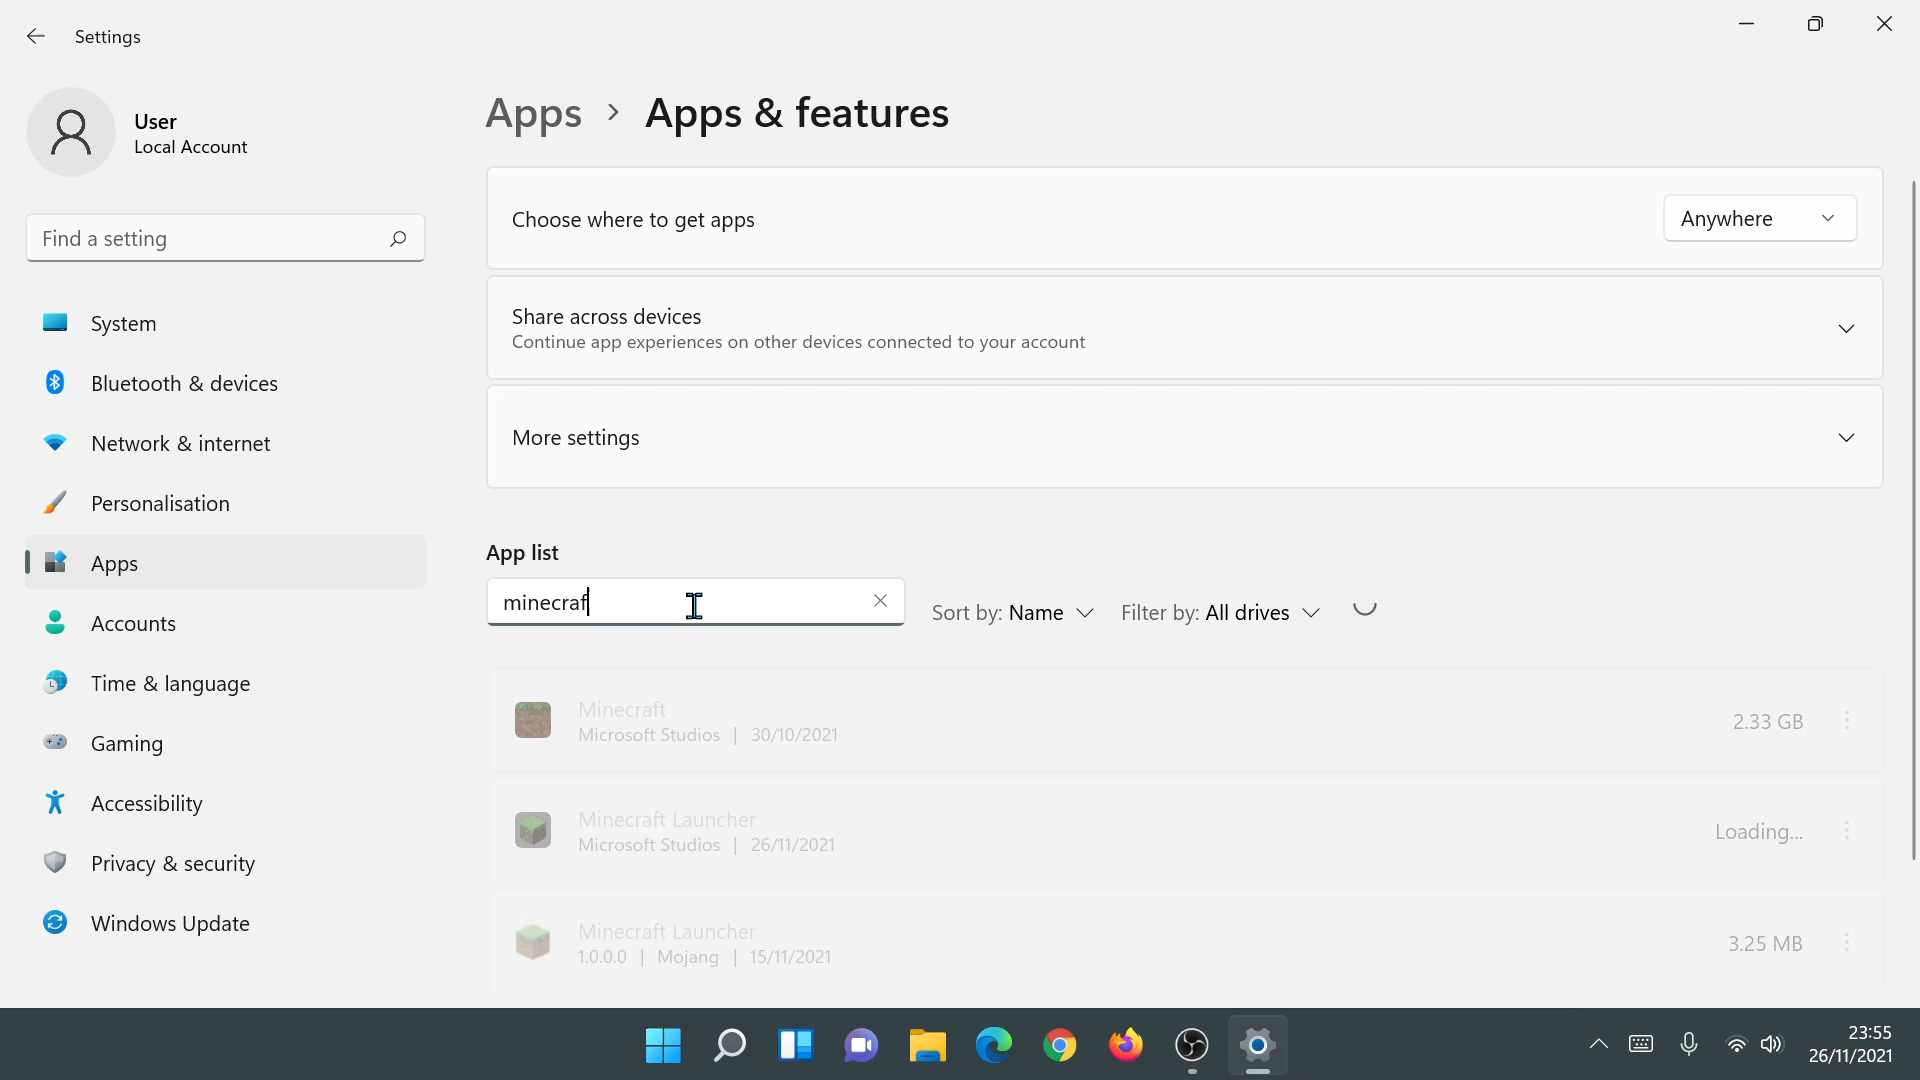 Settings
User
Local Account
Find a setting
System
Bluetooth & devices
Network & internet
Personalisation
Apps
Accounts
Time & language
Gaming
Accessibility
Privacy & security
Windows Update
Apps > Apps & features
Choose where to get apps
Anywhere
Share across devices
Continue app experiences on other devices connected to your account
More settings
App list
minecraf
Sort by: Name
Filter by: All drives
Minecraft
Microsoft Studios | 30/10/2021
2.33 GB
Minecraft Launcher
Microsoft Studios | 26/11/2021
Loading...
Minecraft Launcher
1.0.0.0 | Mojang | 15/11/2021
3.25 MB
23:55
26/11/2021